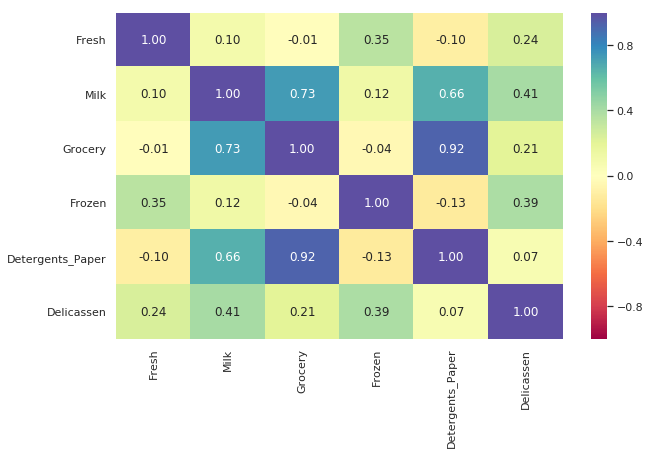 Fresh 1.00 0.10 -0.01 0.35 -0.10 0.24
Milk 0.10 1.00 0.73 0.12 0.66 0.41
Grocery -0.01 0.73 1.00 -0.04 0.92 0.21
Frozen 0.35 0.12 -0.04 1.00 -0.13 0.39
Detergents_Paper -0.10 0.66 0.92 -0.13 1.00 0.07
Delicassen 0.24 0.41 0.21 0.39 0.07 1.00
Fresh
Milk
Grocery
Frozen
Detergents_Paper
Delicassen
0.8
0.4
0.0
-0.4
-0.8